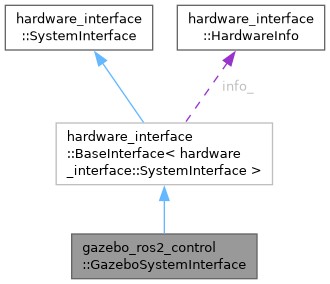 hardware_interface
::SystemInterface
hardware_interface
::HardwareInfo
info_
hardware_interface
::BaseInterface< hardware
_interface::SystemInterface >
gazebo_ros2_control
::GazeboSystemInterface